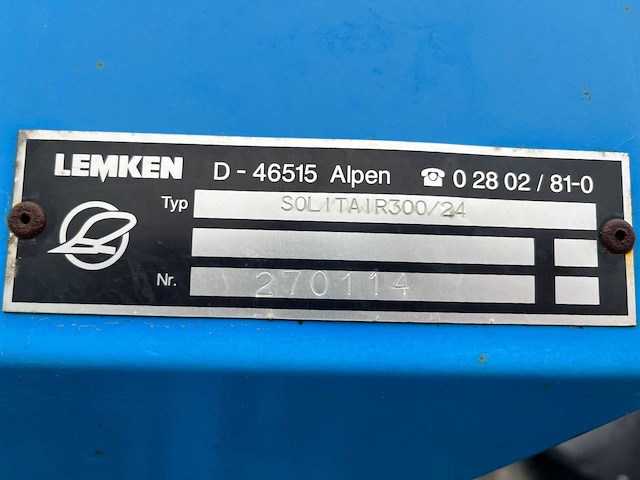 LEMKEN D-46515 Alpen ☎ 0 28 02 / 81-0
Typ SOLITAIR300/24
Nr. 270114